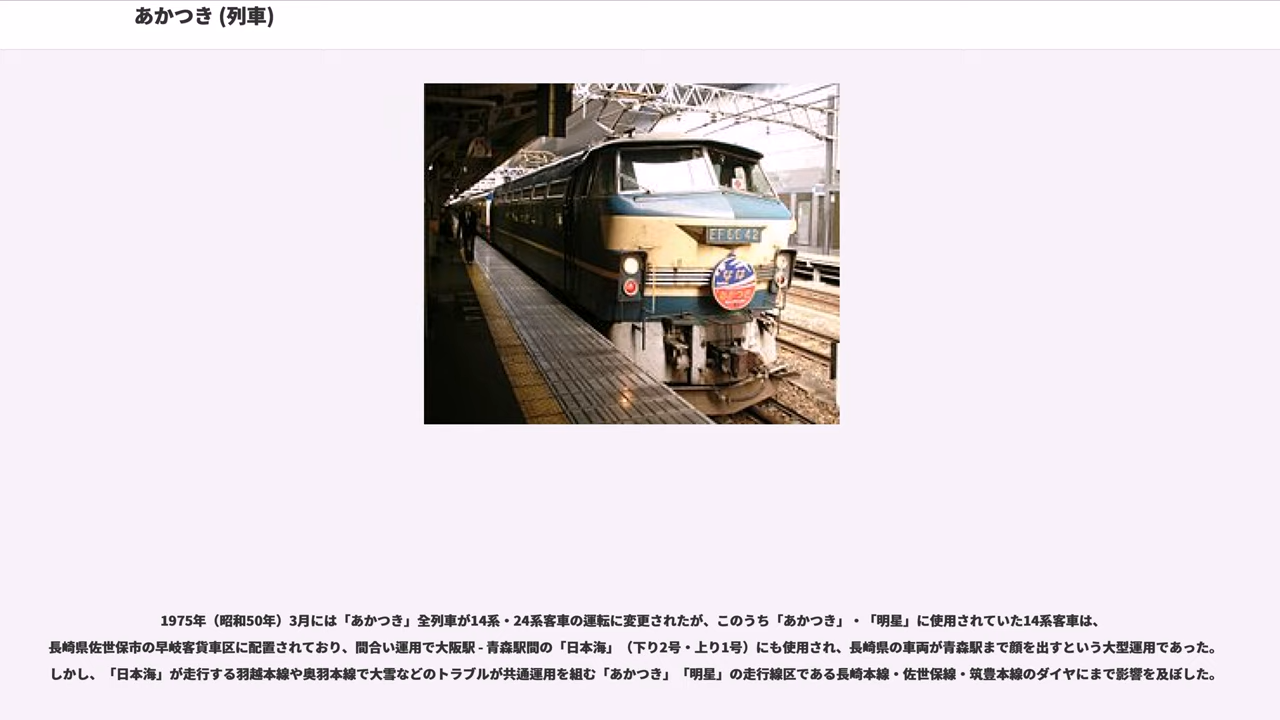 あかつき (列車)
EF66 42
なは
あかつき
1975年（昭和50年）3月には「あかつき」全列車が14系・24系客車の運転に変更されたが、このうち「あかつき」・「明星」に使用されていた14系客車は、
長崎県佐世保市の早岐客貨車区に配置されており、間合い運用で大阪駅 - 青森駅間の「日本海」（下り2号・上り1号）にも使用され、長崎県の車両が青森駅まで顔を出すという大型運用であった。
しかし、「日本海」が走行する羽越本線や奥羽本線で大雪などのトラブルが共通運用を組む「あかつき」「明星」の走行線区である長崎本線・佐世保線・筑豊本線のダイヤにまで影響を及ぼした。